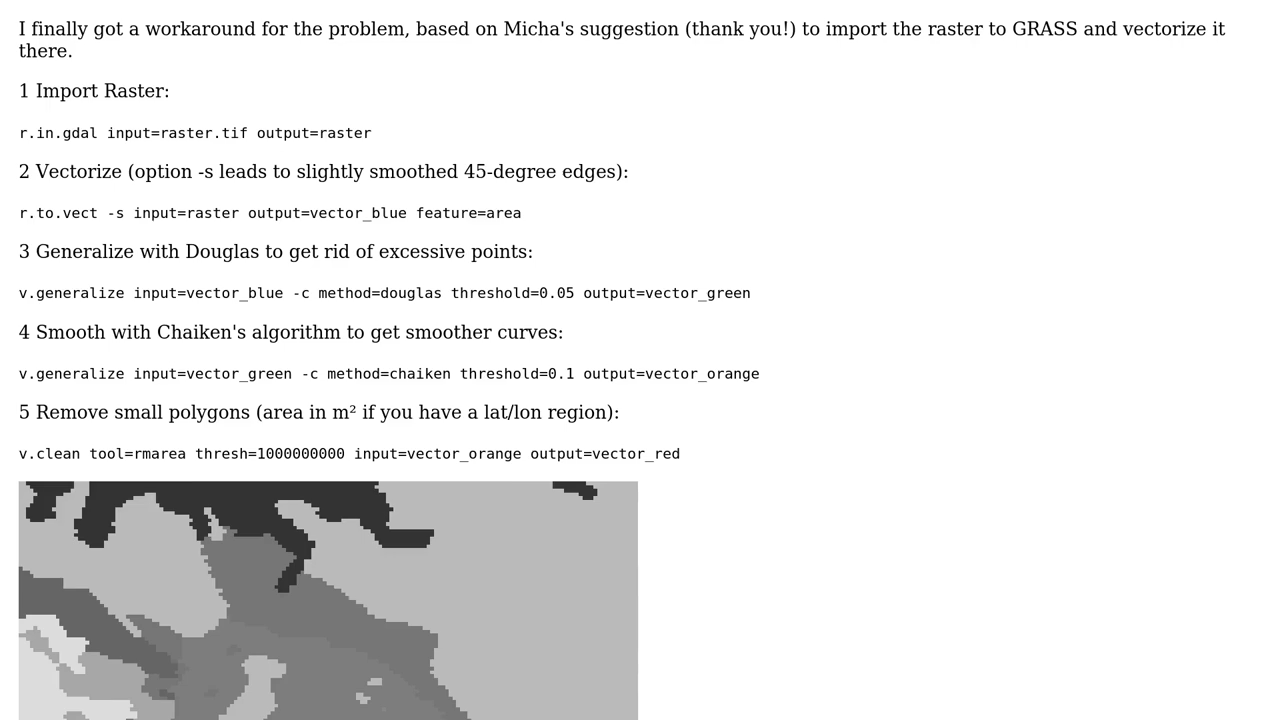 I finally got a workaround for the problem, based on Micha's suggestion (thank you!) to import the raster to GRASS and vectorize it
there.
1 Import Raster:
r.in.gdal input=raster.tif output=raster
2 Vectorize (option -s leads to slightly smoothed 45-degree edges):
r.to.vect -s input=raster output=vector_blue feature=area
3 Generalize with Douglas to get rid of excessive points:
v.generalize input=vector_blue -c method=douglas threshold=0.05 output=vector_green
4 Smooth with Chaiken's algorithm to get smoother curves:
v.generalize input=vector_green -c method=chaiken threshold=0.1 output=vector_orange
5 Remove small polygons (area in m² if you have a lat/lon region):
v.clean tool=rmarea thresh=1000000000 input=vector_orange output=vector_red